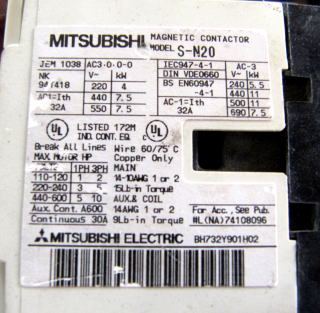 MITSUBISHI MAGNETIC CONTACTOR
MODEL S-N20
JEM 1038 AC3·0·0-0
NK V~ kW
220 4
AC1=Ith 440 7.5
32A 550 7.5
IEC947-4-1 AC-3
DIN VDE0660 V~ kW
BS EN60947 240 5.5
-4-1 440 11
AC-1=Ith 500 11
32A 690 7.5
UL LISTED 172M UL
IND. CONT. EQ. C
Break All Lines Wire 60/75°C
MAX. Motor HP Copper Only
1PH 3PH MAIN
110-120 1 2 14-10AWG 1 or 2
220-240 3 15Lb-in Torque
440-600 5 10 AUX.& COIL
Aux. Cont. A600 14AWG 1 or 2
Continuous 30A 9Lb-in Torque
For Acc., See Pub.
№L(NA)74108096
MITSUBISHI ELECTRIC BH732Y901H02